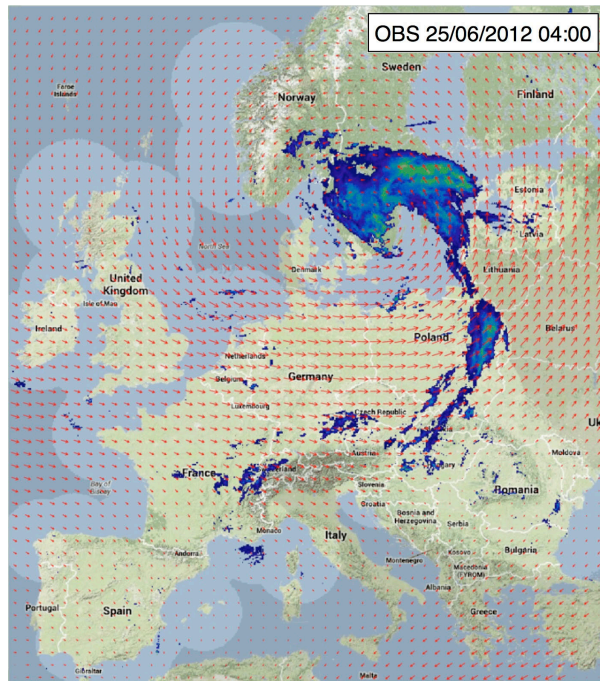 OBS 25/06/2012 04:00
Sweden
Faroe
Islands
Norway
Finland
Estonia
Latvia
North Sea
Denmark
Lithuania
United
Kingdom
Isle of Man
Ireland
Poland
Belarus
Netherlands
Belgium
Germany
Luxembourg
Czech Republic
Uk
Austria
Moldova
France
Bay of
Biscay
Slovenia
Romania
Croatia
Bosnia and
Herzegovina
Serbia
Monaco
Italy
Andorra
Montenegro
Kosovo
Bulgaria
Macedonia
(FYROM)
Albania
Portugal
Spain
Greece
Gibraltar
Malta